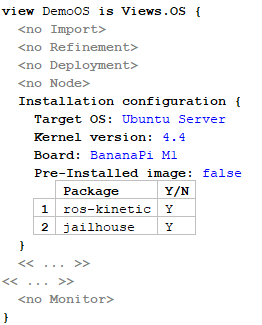 view DemoOS is Views.OS {
<no Import>
<no Refinement>
<no Deployment>
<no Node>
Installation configuration {
Target OS: Ubuntu Server
Kernel version: 4.4
Board: BananaPi M1
Pre-Installed image: false
Package Y/N
1 ros-kinetic Y
2 jailhouse Y
}
<< ... >>
<< ... >>
<no Monitor>
}